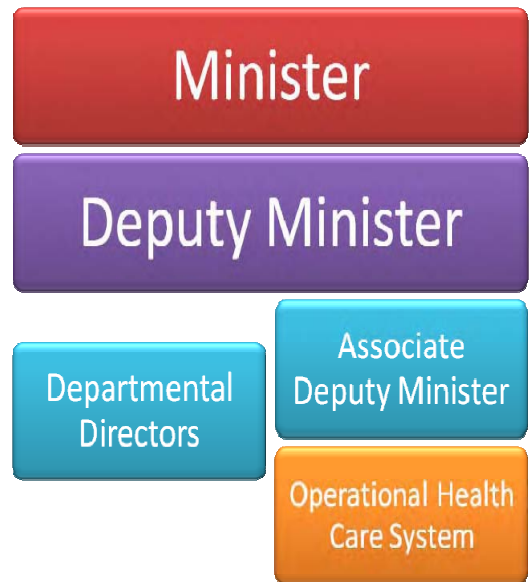 Minister
Deputy Minister
Departmental
Directors
Associate
Deputy Minister
Operational Health
Care System